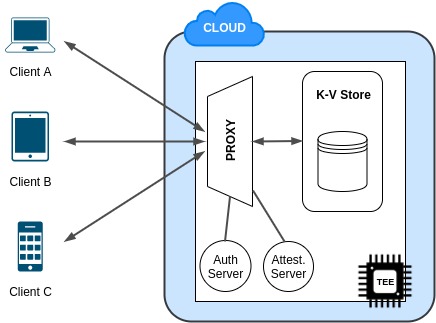 CLOUD
Client A
Client B
Client C
PROXY
K-V Store
Auth
Server
Attest.
Server
TEE